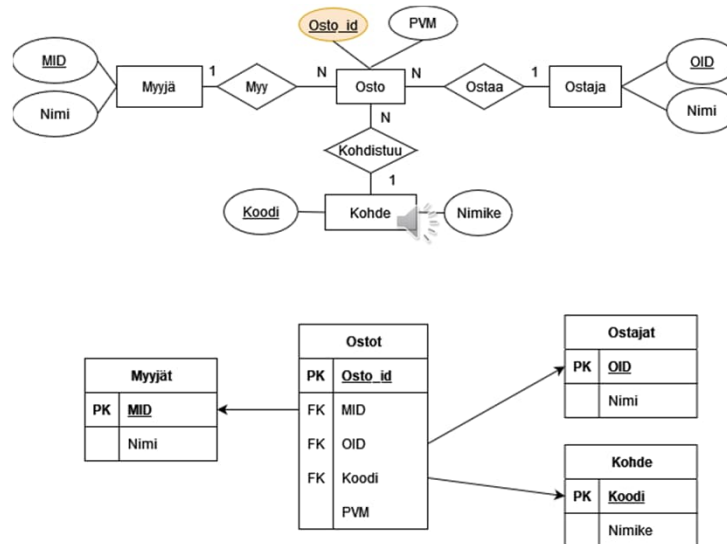 Osto_id
PVM
MID
Nimi
Myyjä
1
Myy
N
Osto
N
Ostaa
1
Ostaja
OID
Nimi
N
Kohdistuu
1
Koodi
Kohde
Nimike
Myyjät
PK MID
Nimi
Ostot
PK Osto_id
FK MID
FK OID
FK Koodi
PVM
Ostajat
PK OID
Nimi
Kohde
PK Koodi
Nimike